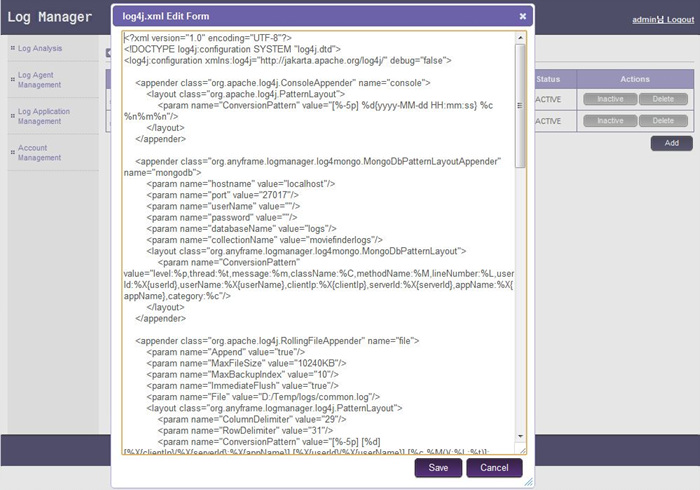 Log Manager
admin Logout
Log Analysis
Log Agent
Management
Log Application
Management
Account
Management
Status
Actions
ACTIVE
Inactive
Delete
ACTIVE
Inactive
Delete
Add
log4j.xml Edit Form
<?xml version="1.0" encoding="UTF-8"?>
<!DOCTYPE log4j:configuration SYSTEM "log4j.dtd">
<log4j:configuration xmlns:log4j="http://jakarta.apache.org/log4j/" debug="false">
<appender class="org.apache.log4j.ConsoleAppender" name="console">
<layout class="org.apache.log4j.PatternLayout">
<param name="ConversionPattern" value="[%-5p] %d{yyyy-MM-dd HH:mm:ss} %c
%n%m%n"/>
</layout>
</appender>
<appender class="org.anyframe.logmanager.log4mongo.MongoDbPatternLayoutAppender"
name="mongodb">
<param name="hostname" value="localhost"/>
<param name="port" value="27017"/>
<param name="userName" value=""/>
<param name="password" value=""/>
<param name="databaseName" value="logs"/>
<param name="collectionName" value="moviefinderlogs"/>
<layout class="org.anyframe.logmanager.log4mongo.MongoDbPatternLayout">
<param name="ConversionPattern"
value="level:%p,thread:%t,message:%m,className:%C,methodName:%M,lineNumber:%L,user
Id:%X{userId},userName:%X{userName},clientIp:%X{clientIp},serverId:%X{serverId},appName:%X{
appName},category:%c"/>
</layout>
</appender>
<appender class="org.apache.log4j.RollingFileAppender" name="file">
<param name="Append" value="true"/>
<param name="MaxFileSize" value="10240KB"/>
<param name="MaxBackupIndex" value="10"/>
<param name="ImmediateFlush" value="true"/>
<param name="File" value="D:/Temp/logs/common.log"/>
<layout class="org.anyframe.logmanager.log4j.PatternLayout">
<param name="ColumnDelimiter" value="29"/>
<param name="RowDelimiter" value="31"/>
<param name="ConversionPattern" value="[%-5p] [%d]
[%X{clientIp}/%X{serverId}:%X{appName}] [%X{userId}/%X{userName}] [%c.%M():%L:%t)]:
Save
Cancel